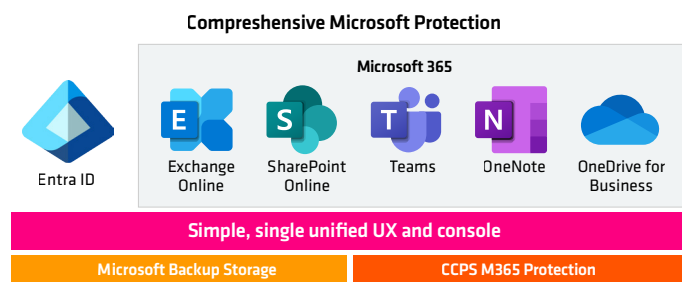 Comprehensive Microsoft Protection
Microsoft 365
E
S
T
N
Entra ID
Exchange
Online
SharePoint
Online
Teams
OneNote
OneDrive for
Business
Simple, single unified UX and console
Microsoft Backup Storage
CCPS M365 Protection